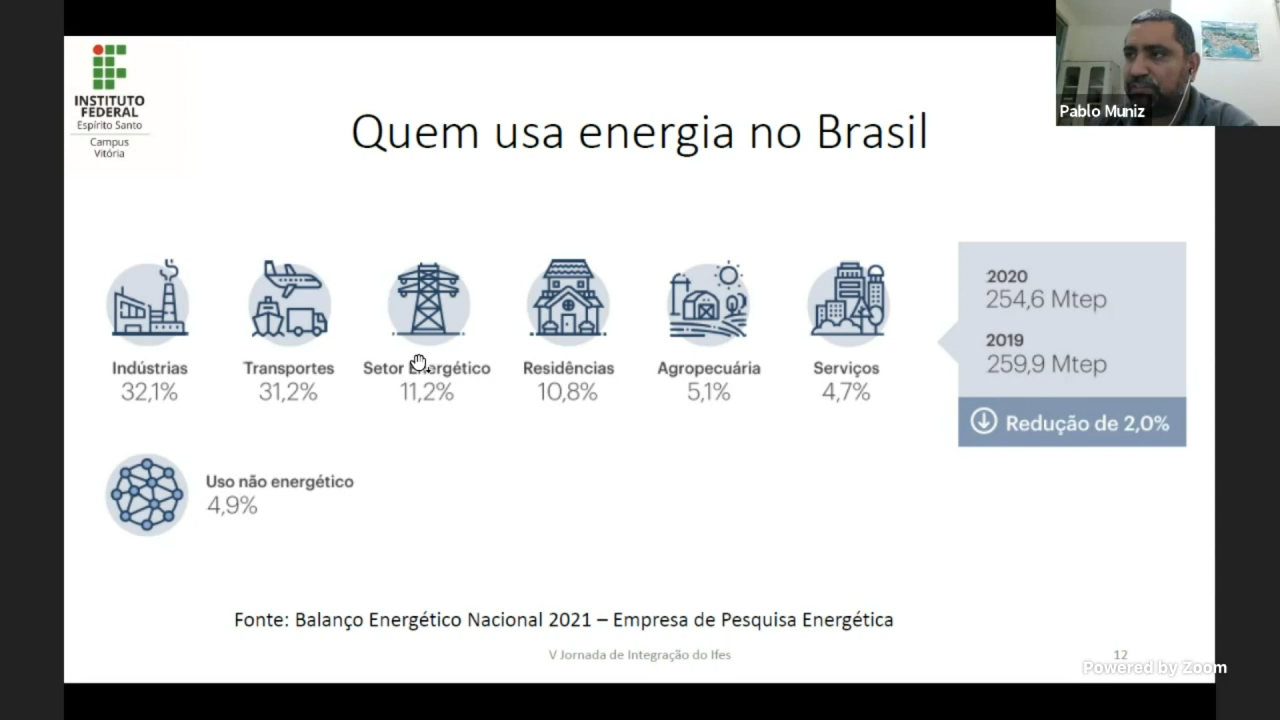 INSTITUTO
FEDERAL
Espírito Santo
Campus
Vitória
Pablo Muniz
Quem usa energia no Brasil
Indústrias
32,1%
Transportes
31,2%
Setor Energético
11,2%
Residências
10,8%
Agropecuária
5,1%
Serviços
4,7%
2020
254,6 Mtep
2019
259,9 Mtep
Redução de 2,0%
Uso não energético
4,9%
Fonte: Balanço Energético Nacional 2021 – Empresa de Pesquisa Energética
V Jornada de Integração do Ifes
12
Powered by Zoom